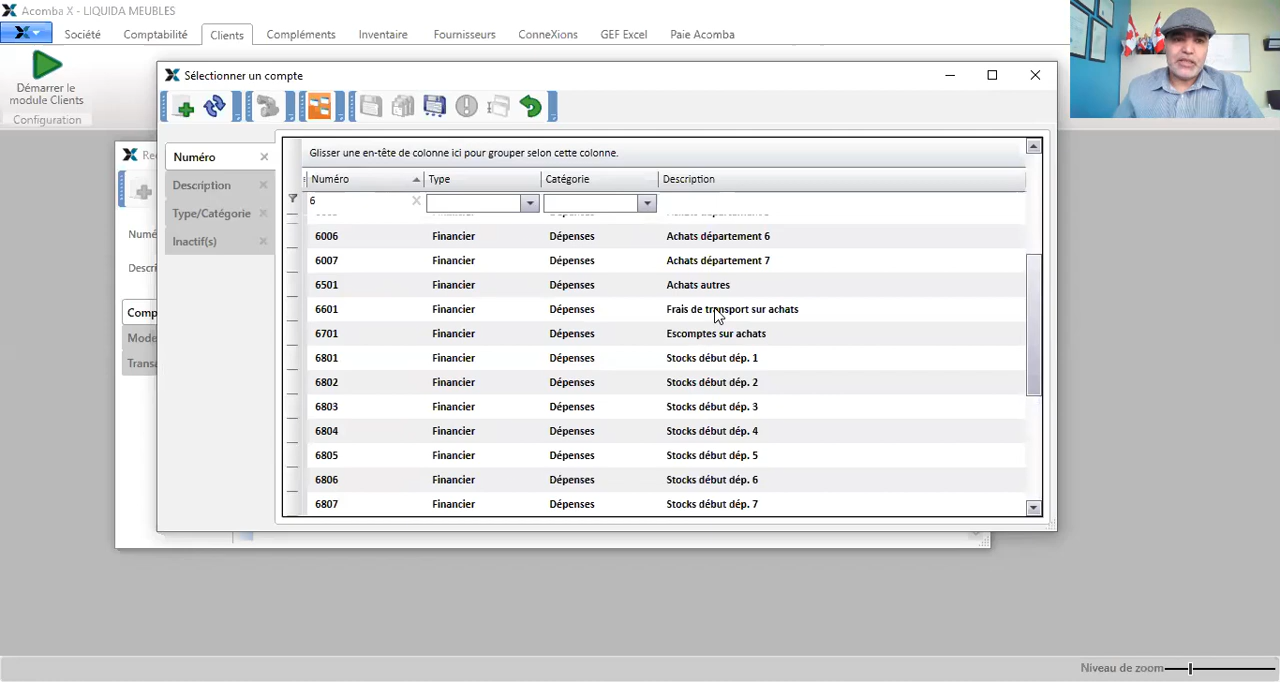 Acomba X - LIQUIDA MEUBLES
Société Comptabilité Clients Compléments Inventaire Fournisseurs ConneXions GEF Excel Paie Acomba
Démarrer le
module Clients
Configuration
Sélectionner un compte
Numéro
Description
Type/Catégorie
Inactif(s)
Glisser une en-tête de colonne ici pour grouper selon cette colonne.
Numéro Type Catégorie Description
6
6006 Financier Dépenses Achats département 6
6007 Financier Dépenses Achats département 7
6501 Financier Dépenses Achats autres
6601 Financier Dépenses Frais de transport sur achats
6701 Financier Dépenses Escomptes sur achats
6801 Financier Dépenses Stocks début dép. 1
6802 Financier Dépenses Stocks début dép. 2
6803 Financier Dépenses Stocks début dép. 3
6804 Financier Dépenses Stocks début dép. 4
6805 Financier Dépenses Stocks début dép. 5
6806 Financier Dépenses Stocks début dép. 6
6807 Financier Dépenses Stocks début dép. 7
Re
Numé
Descri
Comp
Mode
Transa
Niveau de zoom